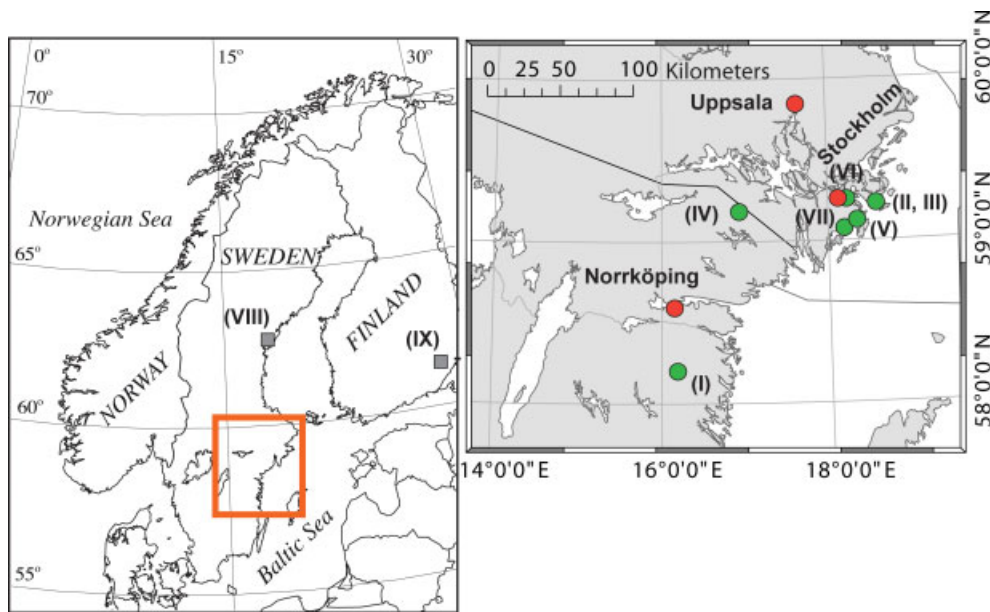 0°
15°
30°
70°
Norwegian Sea
65°
SWEDEN
FINLAND
(VIII)
(IX)
NORWAY
60°
Baltic Sea
55°
0 25 50 100 Kilometers
60°0'0"N
Uppsala
Stockholm
(VI)
(IV)
(VII)
(II, III)
(V)
59°0'0"N
Norrköping
(I)
58°0'0"N
14°0'0"E
16°0'0"E
18°0'0"E